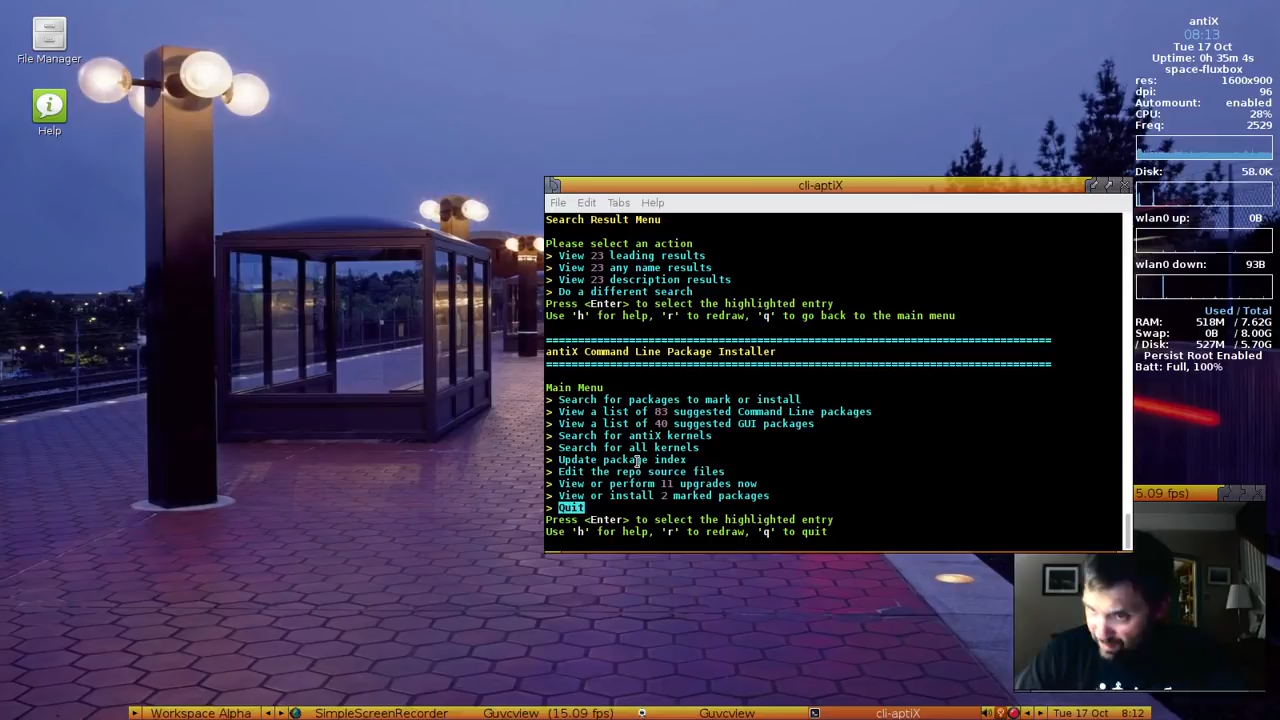 File Manager
Help
antiX
08:13
Tue 17 Oct
Uptime: 0h 35m 4s
space-fluxbox
res: 1600x900
dpi: 96
Automount: enabled
CPU: 28%
Freq: 2529
Disk: 58.0K
wlan0 up: 0B
wlan0 down: 93B
Used / Total
RAM: 518M / 7.62G
Swap: 0B / 8.00G
/ Disk: 527M / 5.70G
Persist Root Enabled
Batt: Full, 100%
cli-aptiX
File Edit Tabs Help
Search Result Menu
Please select an action
> View 23 leading results
> View 23 any name results
> View 23 description results
> Do a different search
Press <Enter> to select the highlighted entry
Use 'h' for help, 'r' to redraw, 'q' to go back to the main menu
===============================================================================
antiX Command Line Package Installer
===============================================================================
Main Menu
> Search for packages to mark or install
> View a list of 83 suggested Command Line packages
> View a list of 40 suggested GUI packages
> Search for antiX kernels
> Search for all kernels
> Update package index
> Edit the repo source files
> View or perform 11 upgrades now
> View or install 2 marked packages
> Quit
Press <Enter> to select the highlighted entry
Use 'h' for help, 'r' to redraw, 'q' to quit
5.09 fps)
Workspace Alpha SimpleScreenRecorder Guvcview (15.09 fps) Guvcview cli-aptiX Tue 17 Oct 8:12